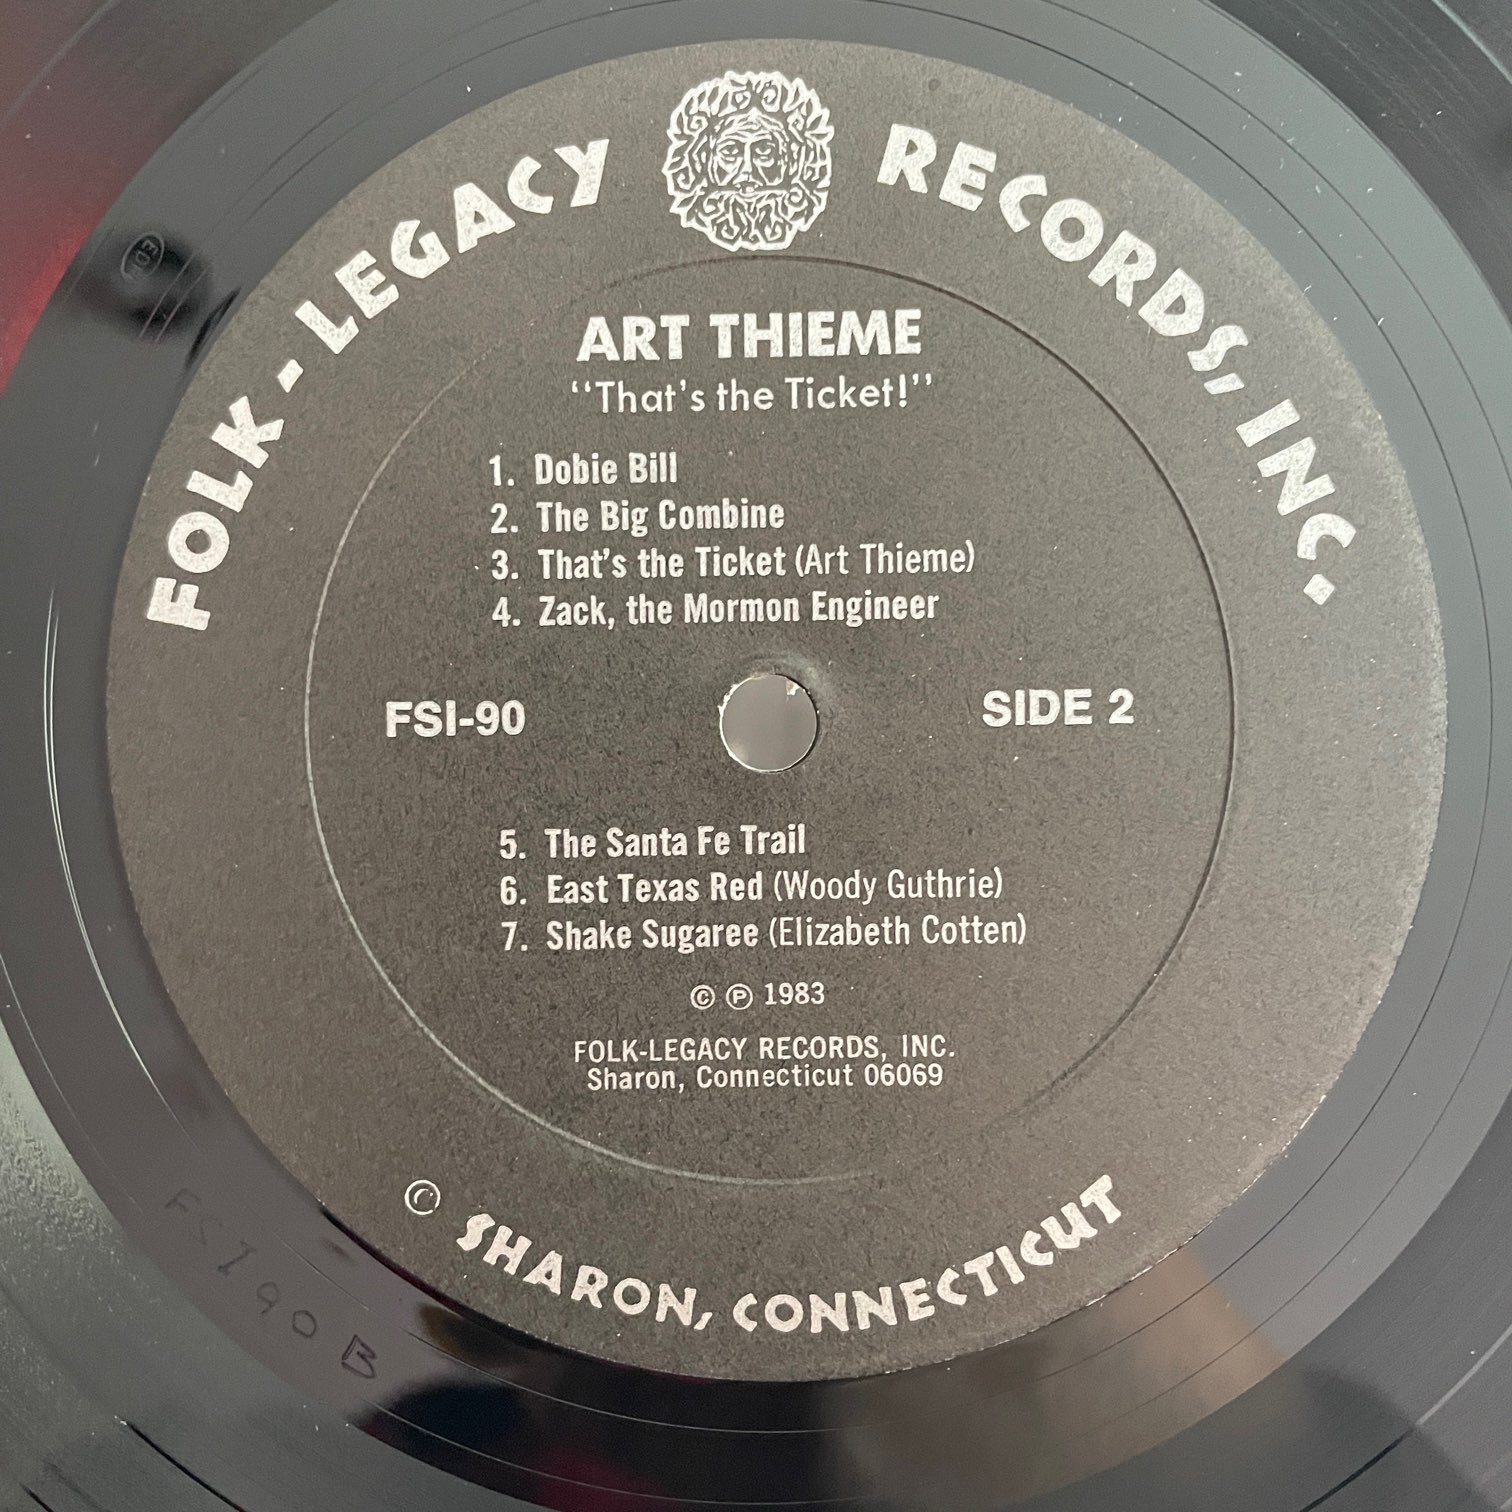 FOLK-LEGACY RECORDS, INC.
ART THIEME
"That's the Ticket!"
1. Dobie Bill
2. The Big Combine
3. That's the Ticket (Art Thieme)
4. Zack, the Mormon Engineer
FSI-90
SIDE 2
5. The Santa Fe Trail
6. East Texas Red (Woody Guthrie)
7. Shake Sugaree (Elizabeth Cotten)
© ℗ 1983
FOLK-LEGACY RECORDS, INC.
Sharon, Connecticut 06069
© SHARON, CONNECTICUT
FSI 90 B